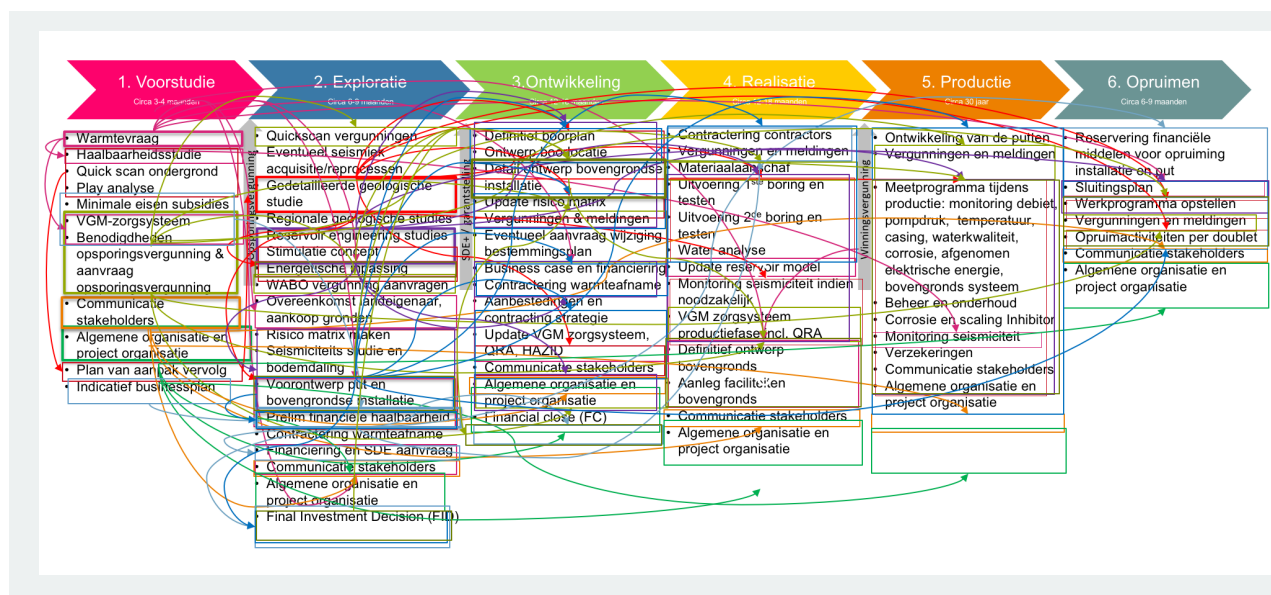 1. Voorstudie
Circa 3-4 maanden
2. Exploratie
Circa 6-9 maanden
3.Ontwikkeling
maanden
4. Realisatie
maanden
5. Productie
Circa 30 jaar
6. Opruimen
Circa 6-9 maanden
• Warmtevraag
• Haalbaarheidsstudie
• Quick scan ondergrond
• Play analyse
• Minimale eisen subsidies
• VGM-zorgsysteem
• Benodigdheden
opsporingsvergunning &
aanvraag
opsporingsvergunning
• Communicatie
stakeholders
• Algemene organisatie en
project organisatie
• Plan van aanpak vervolg
• Indicatief businessplan
Opsporingsvergunning
• Quickscan vergunningen
• Eventueel seismiek
acquisitie/reprocessen
• Gedetailleerde geologische
studie
• Regionale geologische studies
• Reservoir engineering studies
• Stimulatie concept
• Energetische inpassing
• WABO vergunning aanvragen
• Overeenkomst landeigenaar,
aankoop gronden
• Risico matrix maken
• Seismiciteits studie en
bodemdaling
• Voorontwerp put en
bovengrondse installatie
• Prelim financiele haalbaarheid
• Contractering warmteafname
• Financiering en SDE aanvraag
• Communicatie stakeholders
• Algemene organisatie en
project organisatie
• Final Investment Decision (FID)
SDE+ / garantstelling
• Definitief boorplan
• Ontwerp boorlocatie
• Detail ontwerp bovengrondse
installatie
• Update risico matrix
• Vergunningen & meldingen
• Eventueel aanvraag wijziging
bestemmingsplan
• Business case en financiering
• Contractering warmteafname
• Aanbestedingen en
contracting strategie
• Update VGM zorgsysteem,
QRA, HAZID
• Communicatie stakeholders
• Algemene organisatie en
project organisatie
• Financial close (FC)
• Contractering contractors
• Vergunningen en meldingen
• Materiaalaanschaf
• Uitvoering 1ste boring en
testen
• Uitvoering 2de boring en
testen
• Water analyse
• Update reservoir model
• Monitoring seismiciteit indien
noodzakelijk
• VGM zorgsysteem
productiefase incl. QRA
• Definitief ontwerp
bovengronds
• Aanleg faciliteiten
bovengronds
• Communicatie stakeholders
• Algemene organisatie en
project organisatie
Winningsvergunning
• Ontwikkeling van de putten
• Vergunningen en meldingen
• Meetprogramma tijdens
productie: monitoring debiet,
pompdruk, temperatuur,
casing, waterkwaliteit,
corrosie, afgenomen
elektrische energie,
bovengronds systeem
• Beheer en onderhoud
• Corrosie en scaling Inhibitor
• Monitoring seismiciteit
• Verzekeringen
• Communicatie stakeholders
• Algemene organisatie en
project organisatie
• Reservering financiële
middelen voor opruiming
installatie en put
• Sluitingsplan
• Werkprogramma opstellen
• Vergunningen en meldingen
• Opruimactiviteiten per doublet
• Communicatie stakeholders
• Algemene organisatie en
project organisatie